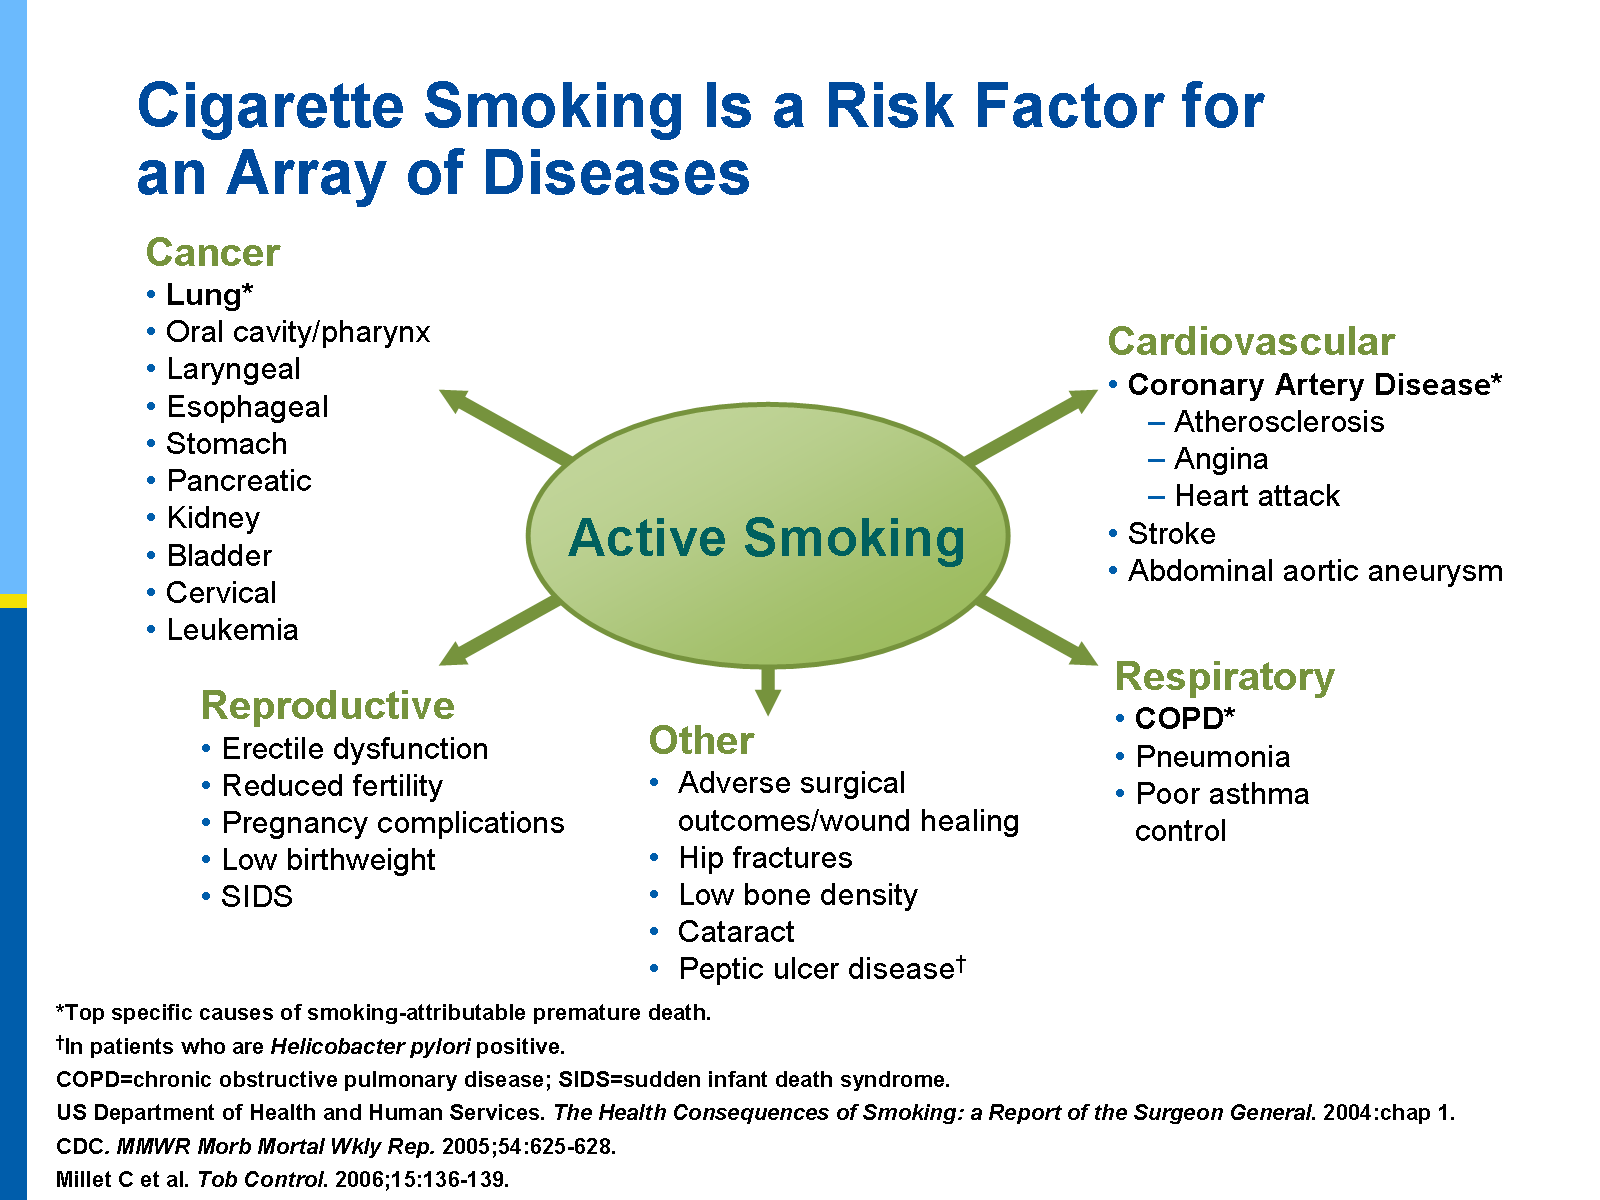 Cigarette Smoking Is a Risk Factor for
an Array of Diseases
Cancer
• Lung*
• Oral cavity/pharynx
• Laryngeal
• Esophageal
• Stomach
• Pancreatic
• Kidney
• Bladder
• Cervical
• Leukemia
Cardiovascular
• Coronary Artery Disease*
– Atherosclerosis
– Angina
– Heart attack
• Stroke
• Abdominal aortic aneurysm
Active Smoking
Reproductive
• Erectile dysfunction
• Reduced fertility
• Pregnancy complications
• Low birthweight
• SIDS
Other
• Adverse surgical
outcomes/wound healing
• Hip fractures
• Low bone density
• Cataract
• Peptic ulcer disease†
Respiratory
• COPD*
• Pneumonia
• Poor asthma
control
*Top specific causes of smoking-attributable premature death.
†In patients who are Helicobacter pylori positive.
COPD=chronic obstructive pulmonary disease; SIDS=sudden infant death syndrome.
US Department of Health and Human Services. The Health Consequences of Smoking: a Report of the Surgeon General. 2004:chap 1.
CDC. MMWR Morb Mortal Wkly Rep. 2005;54:625-628.
Millet C et al. Tob Control. 2006;15:136-139.